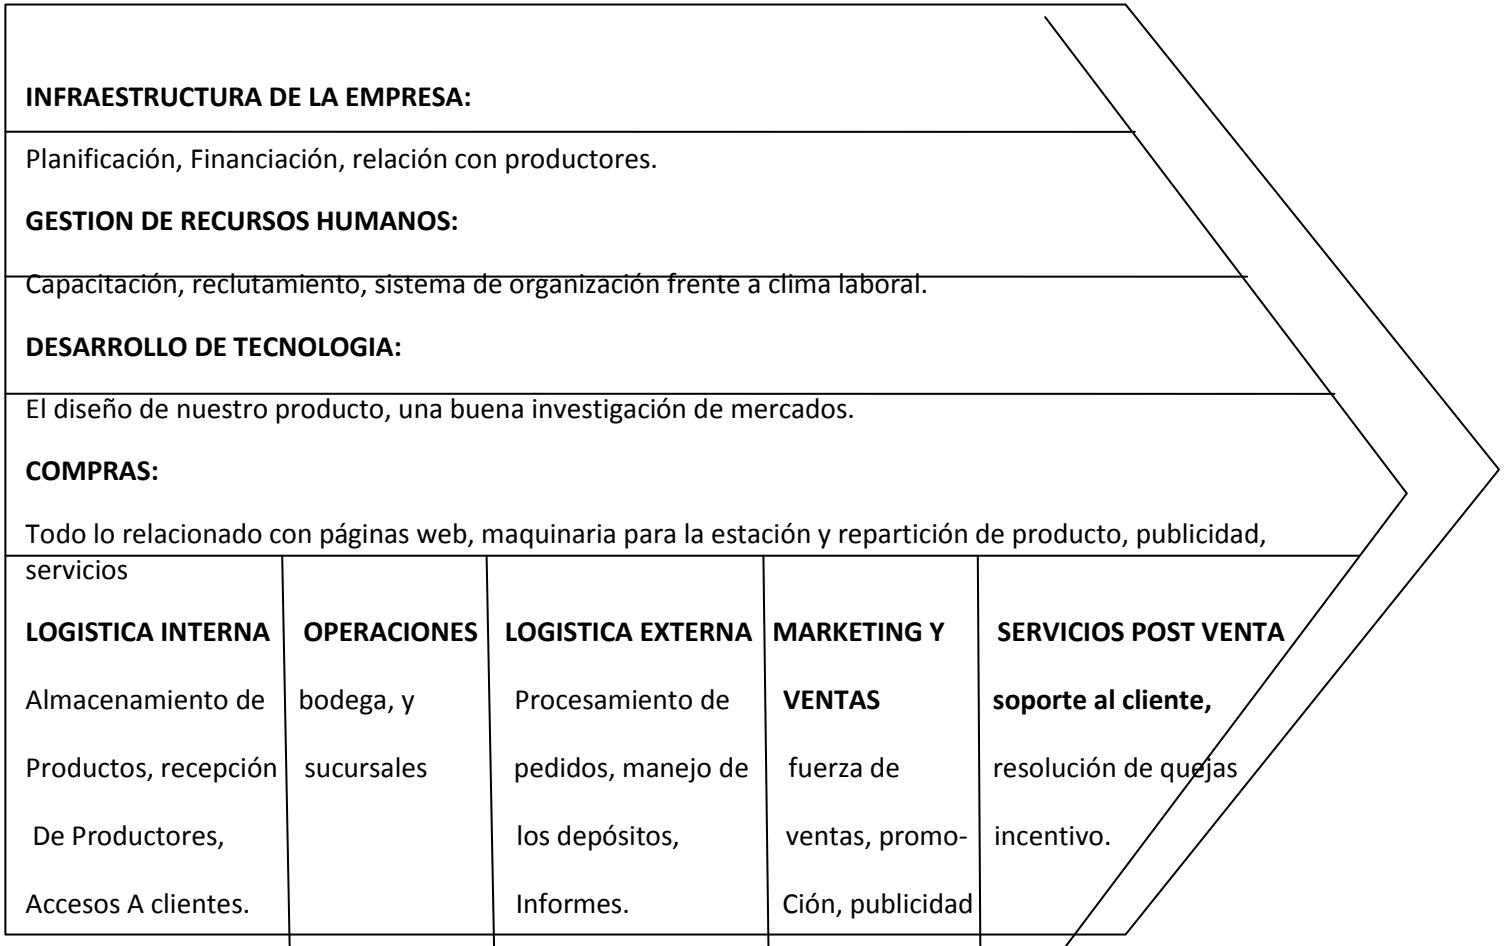 INFRAESTRUCTURA DE LA EMPRESA:
Planificación, Financiación, relación con productores.
GESTION DE RECURSOS HUMANOS:
Capacitación, reclutamiento, sistema de organización frente a clima laboral.
DESARROLLO DE TECNOLOGIA:
El diseño de nuestro producto, una buena investigación de mercados.
COMPRAS:
Todo lo relacionado con páginas web, maquinaria para la estación y repartición de producto, publicidad,
servicios
LOGISTICA INTERNA
Almacenamiento de
Productos, recepción
De Productores,
Accesos A clientes.
OPERACIONES
bodega, y
sucursales
LOGISTICA EXTERNA
Procesamiento de
pedidos, manejo de
los depósitos,
Informes.
MARKETING Y
VENTAS
fuerza de
ventas, promo-
Ción, publicidad
SERVICIOS POST VENTA
soporte al cliente,
resolución de quejas
incentivo.